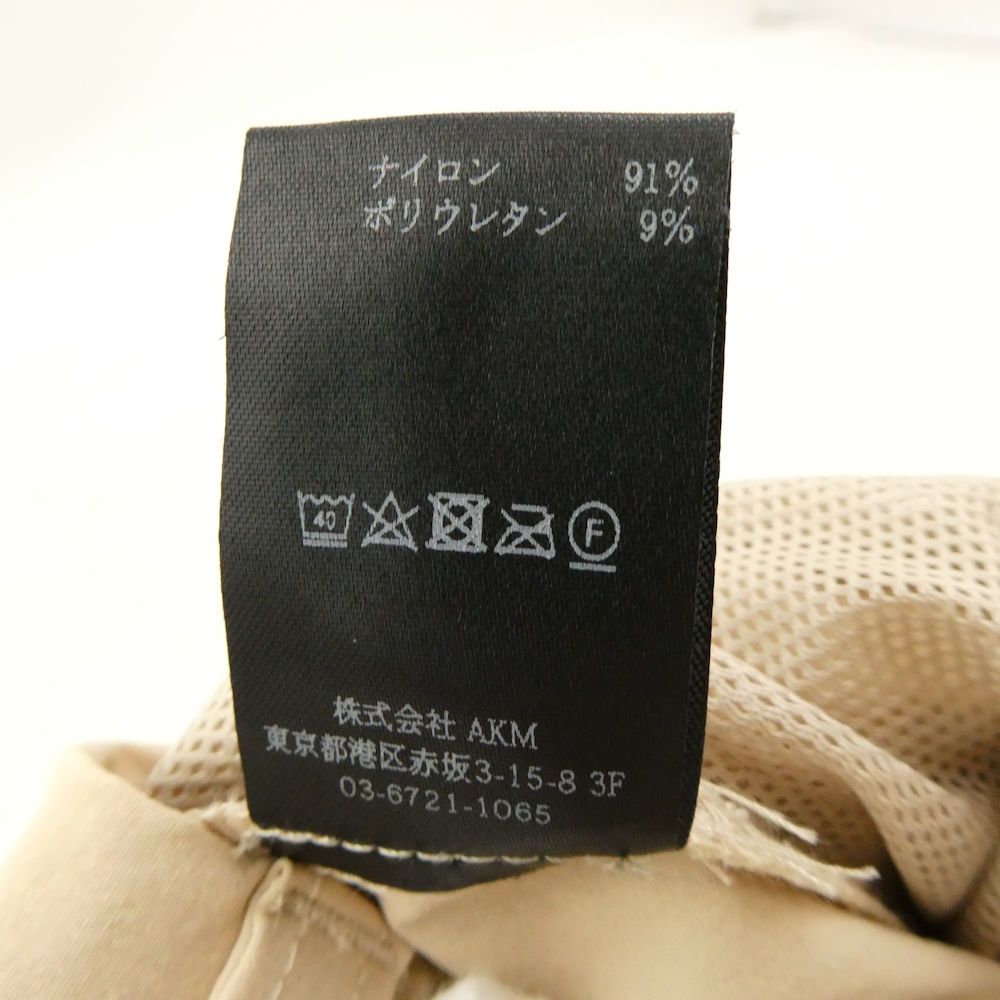 ナイロン 91%
ポリウレタン 9%
40 F
株式会社 AKM
東京都港区赤坂3-15-8 3F
03-6721-1065